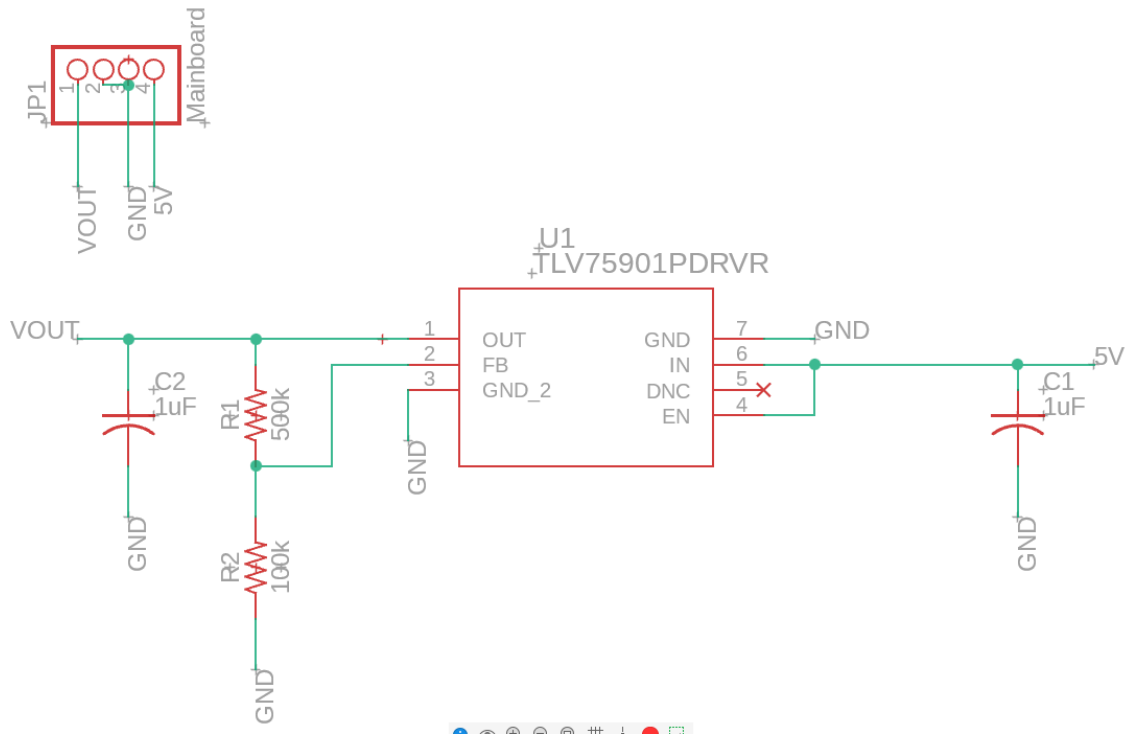 JP1
1
2
3
4
Mainboard
VOUT
GND
5V
U1
TLV75901PDRVR
VOUT
1
OUT
2
FB
3
GND_2
GND
7
GND
6
IN
5
DNC
4
EN
GND
5V
C2
1uF
GND
R1
500k
R2
100k
GND
GND
C1
1uF
GND